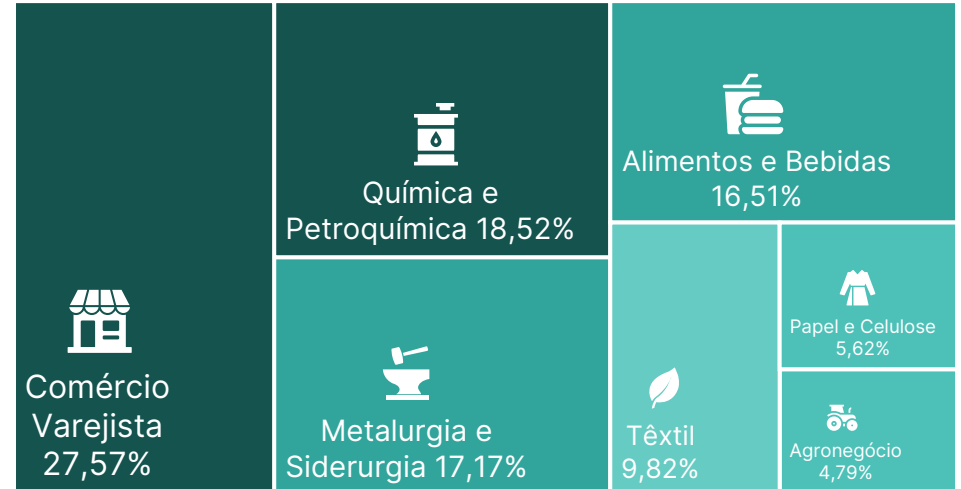 Comércio
Varejista
27,57%
Química e
Petroquímica 18,52%
Metalurgia e
Siderurgia 17,17%
Alimentos e Bebidas
16,51%
Têxtil
9,82%
Papel e Celulose
5,62%
Agronegócio
4,79%